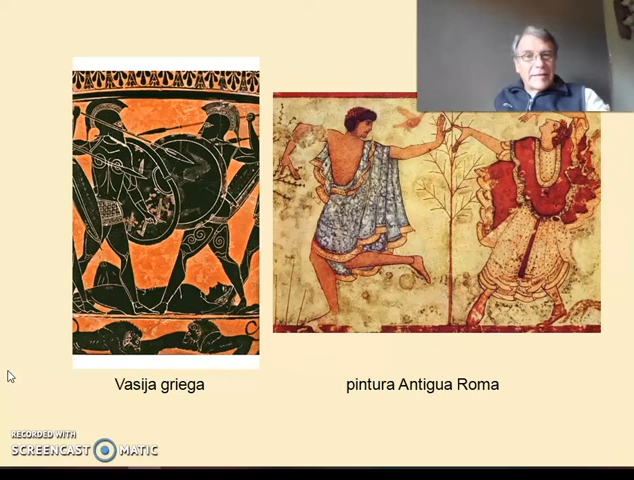 Vasija griega
pintura Antigua Roma
RECORDED WITH
SCREENCAST MATIC